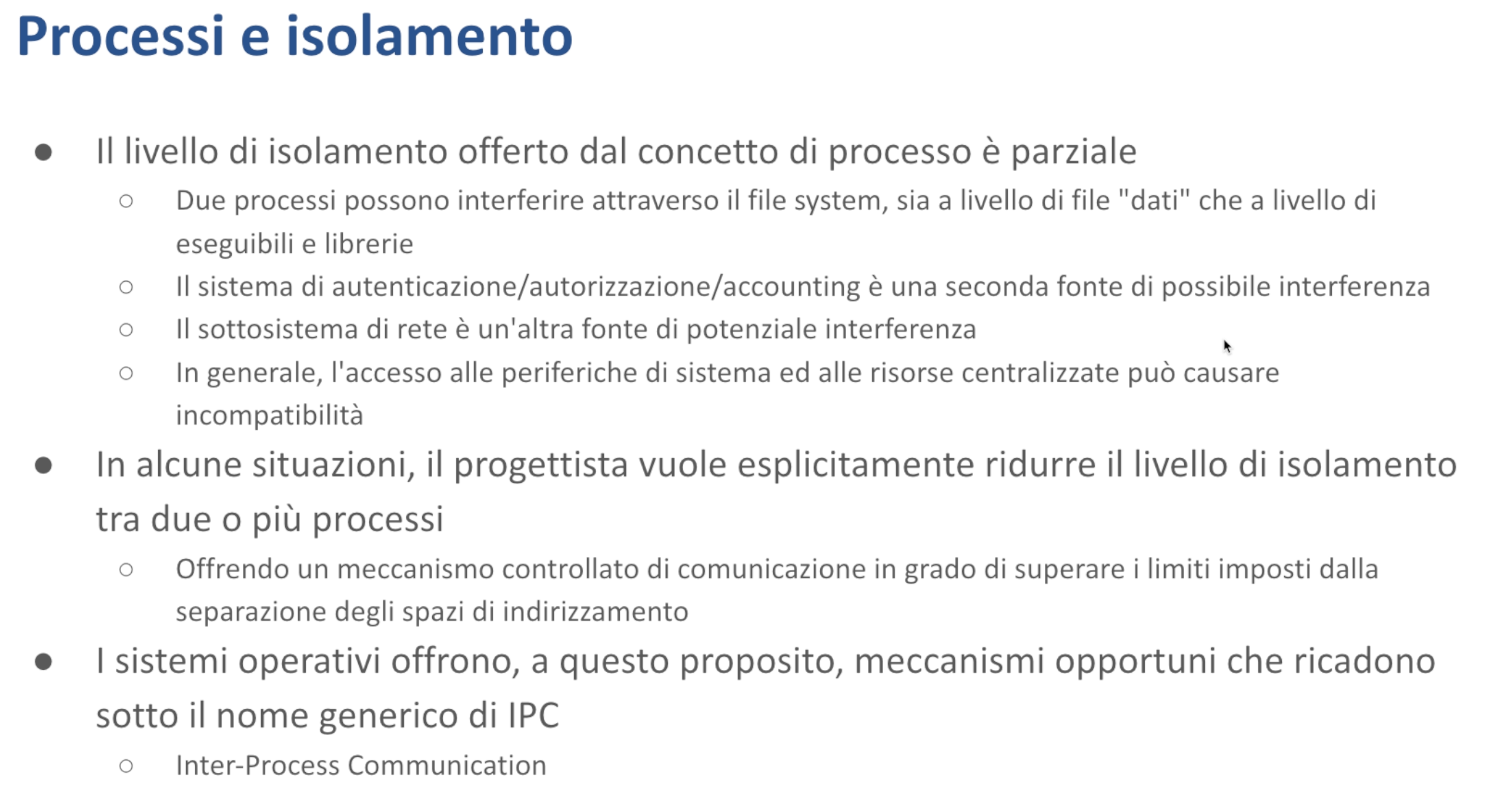 Processi e isolamento
● Il livello di isolamento offerto dal concetto di processo è parziale
○ Due processi possono interferire attraverso il file system, sia a livello di file "dati" che a livello di
eseguibili e librerie
○ Il sistema di autenticazione/autorizzazione/accounting è una seconda fonte di possibile interferenza
○ Il sottosistema di rete è un'altra fonte di potenziale interferenza
○ In generale, l'accesso alle periferiche di sistema ed alle risorse centralizzate può causare
incompatibilità
● In alcune situazioni, il progettista vuole esplicitamente ridurre il livello di isolamento
tra due o più processi
○ Offrendo un meccanismo controllato di comunicazione in grado di superare i limiti imposti dalla
separazione degli spazi di indirizzamento
● I sistemi operativi offrono, a questo proposito, meccanismi opportuni che ricadono
sotto il nome generico di IPC
○ Inter-Process Communication